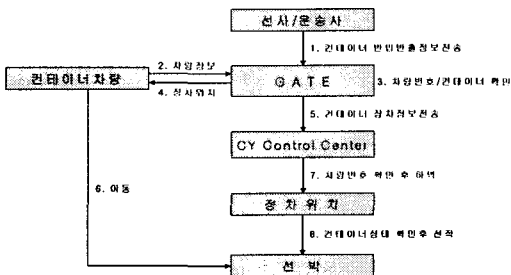 선사/운송사
1. 컨테이너 반입반출정보전송
2. 차량정보
컨테이너차량
GATE
3. 차량번호/컨테이너 확인
4. 장치위치
5. 컨테이너 장치정보전송
CY Control Center
6. 이동
7. 차량번호 확인 후 하역
장치위치
8. 컨테이너상태 확인후 선적
선박